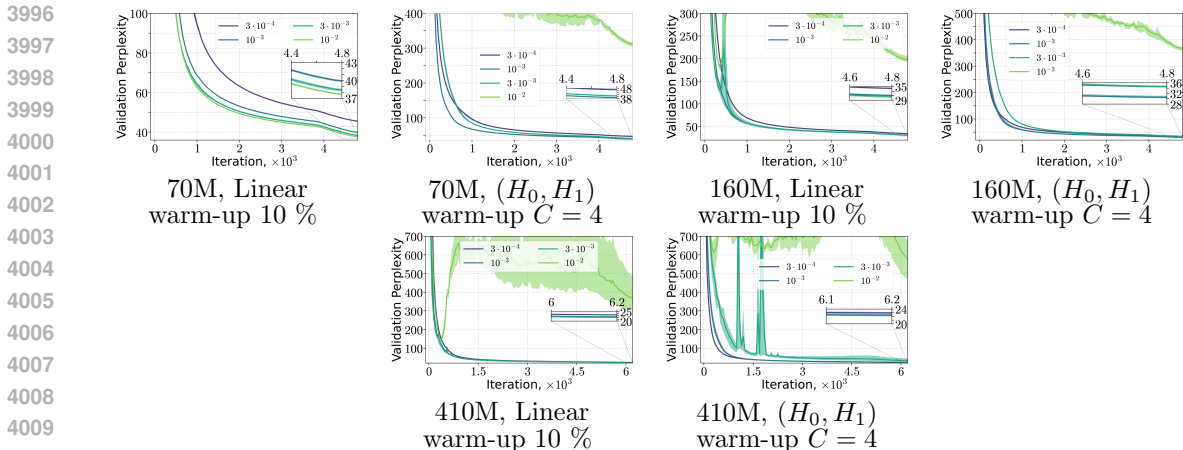 3996
3997
3998
3999
4000
4001
4002
4003
4004
4005
4006
4007
4008
4009
Validation Perplexity
100
80
60
40
3 · 10⁻⁴
10⁻³
3 · 10⁻³
10⁻²
4.4 4.8
43
40
37
0 1 2 3 4
Iteration, ×10³
70M, Linear
warm-up 10 %
Validation Perplexity
500
400
300
200
100
3 · 10⁻⁴
10⁻³
3 · 10⁻³
10⁻²
4.4 4.8
48
38
0 1 2 3 4
Iteration, ×10³
70M, (H₀, H₁)
warm-up C = 4
Validation Perplexity
300
250
200
150
100
50
3 · 10⁻⁴
10⁻³
3 · 10⁻³
10⁻²
4.6 4.8
35
29
0 1 2 3 4
Iteration, ×10³
160M, Linear
warm-up 10 %
Validation Perplexity
500
400
300
200
100
3 · 10⁻⁴
10⁻³
3 · 10⁻³
10⁻²
4.6 4.8
36
32
28
0 1 2 3 4
Iteration, ×10³
160M, (H₀, H₁)
warm-up C = 4
Validation Perplexity
700
600
500
400
300
200
100
3 · 10⁻⁴
10⁻³
3 · 10⁻³
10⁻²
6 6.2
25
20
0 1.5 3 4.5 6
Iteration, ×10³
410M, Linear
warm-up 10 %
Validation Perplexity
700
600
500
400
300
200
100
3 · 10⁻⁴
10⁻³
3 · 10⁻³
10⁻²
6.1 6.2
24
20
0 1.5 3 4.5 6
Iteration, ×10³
410M, (H₀, H₁)
warm-up C = 4